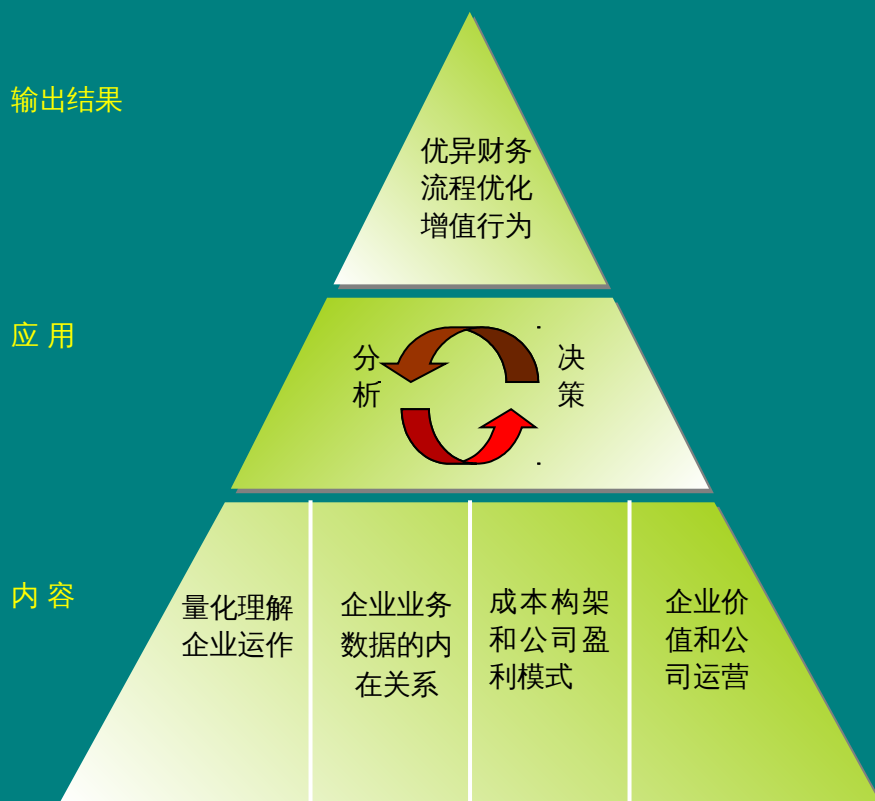 输出结果
优异财务
流程优化
增值行为
应 用
分
析
决
策
内 容
量化理解
企业运作
企业业务
数据的内
在关系
成本构架
和公司盈
利模式
企业价
值和公
司运营